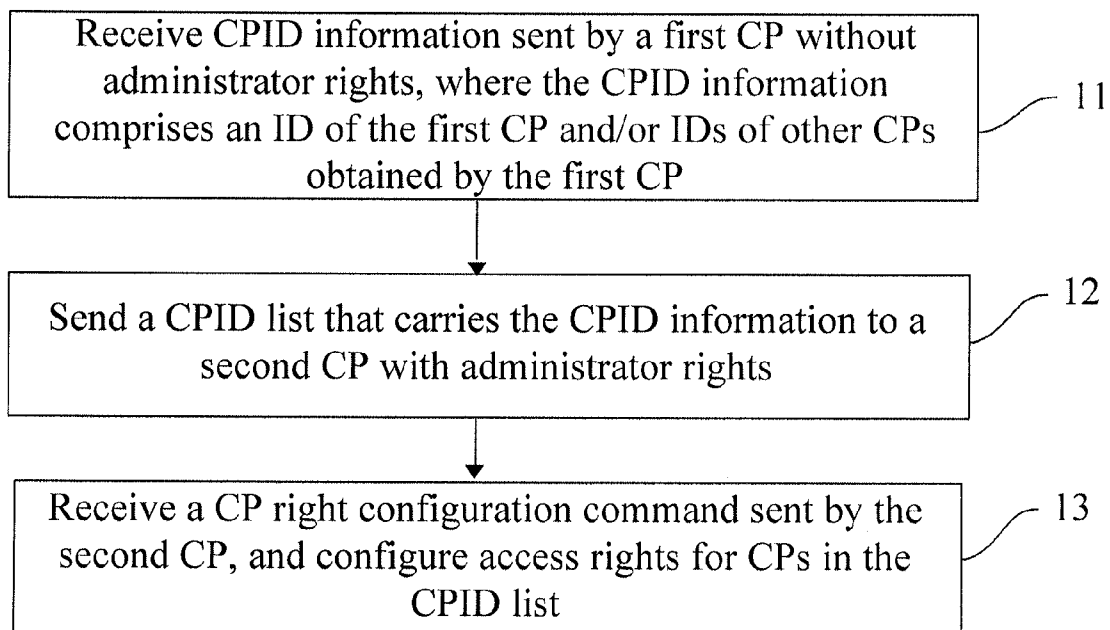 Receive CPID information sent by a first CP without
administrator rights, where the CPID information
comprises an ID of the first CP and/or IDs of other CPs
obtained by the first CP
11
Send a CPID list that carries the CPID information to a
second CP with administrator rights
12
Receive a CP right configuration command sent by the
second CP, and configure access rights for CPs in the
CPID list
13